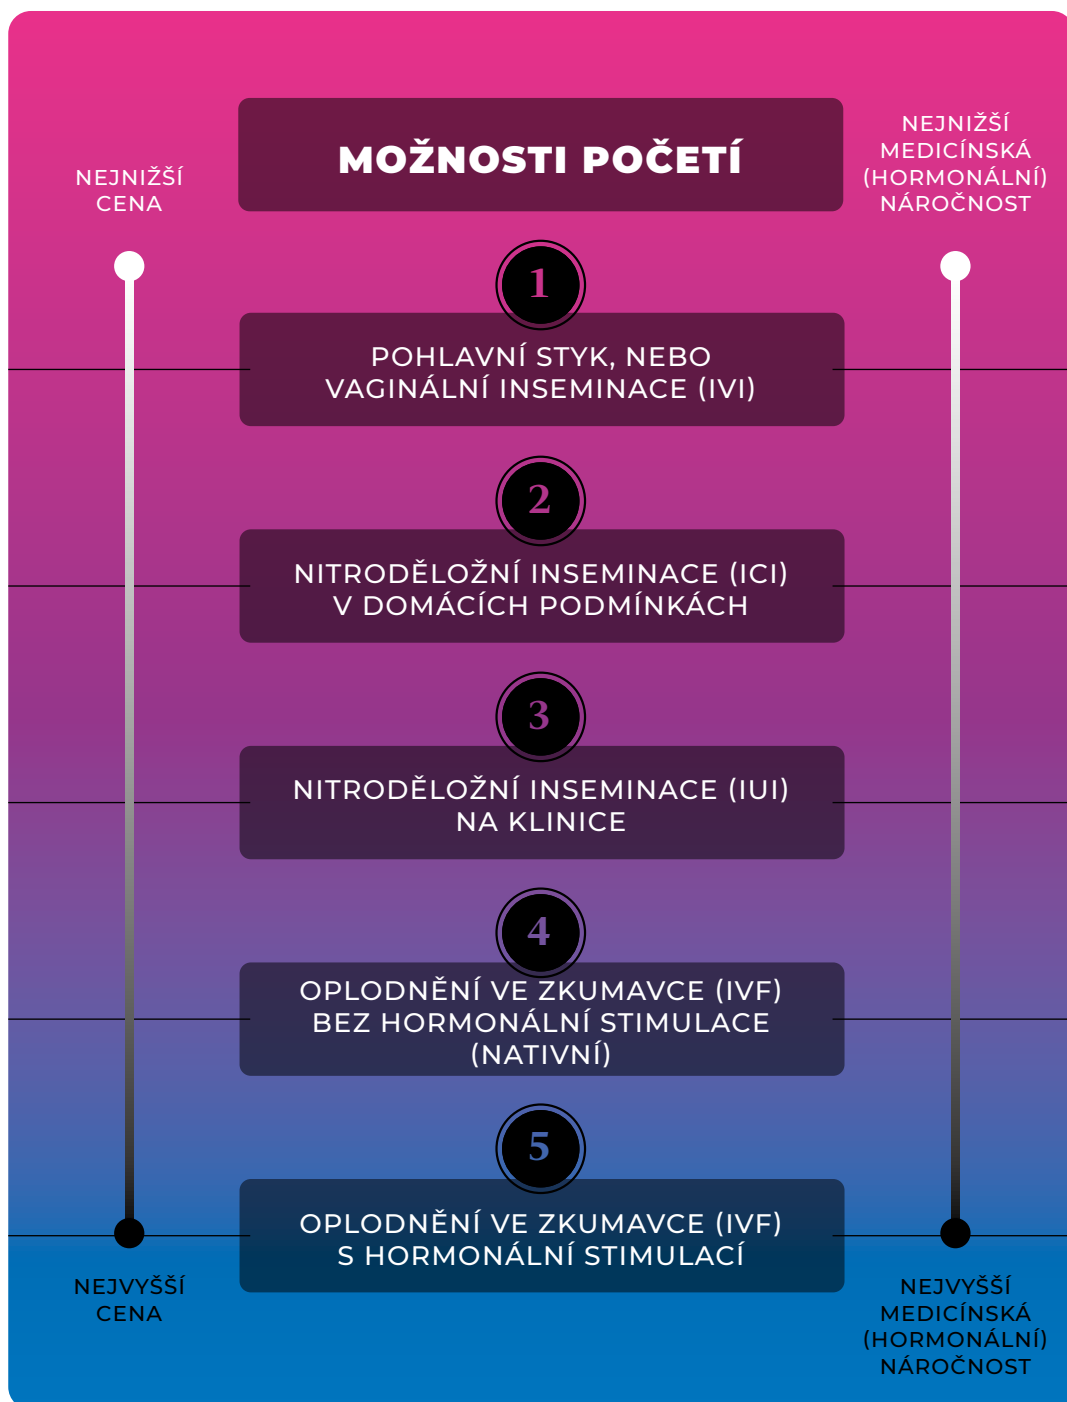 MOŽNOSTI POČETÍ
NEJNIŽŠÍ
CENA
NEJNIŽŠÍ
MEDICÍNSKÁ
(HORMONÁLNÍ)
NÁROČNOST
1
POHLAVNÍ STYK, NEBO
VAGINÁLNÍ INSEMINACE (IVI)
2
NITRODĚLOŽNÍ INSEMINACE (ICI)
V DOMÁCÍCH PODMÍNKÁCH
3
NITRODĚLOŽNÍ INSEMINACE (IUI)
NA KLINICE
4
OPLODNĚNÍ VE ZKUMAVCE (IVF)
BEZ HORMONÁLNÍ STIMULACE
(NATIVNÍ)
5
OPLODNĚNÍ VE ZKUMAVCE (IVF)
S HORMONÁLNÍ STIMULACÍ
NEJVYŠŠÍ
CENA
NEJVYŠŠÍ
MEDICÍNSKÁ
(HORMONÁLNÍ)
NÁROČNOST